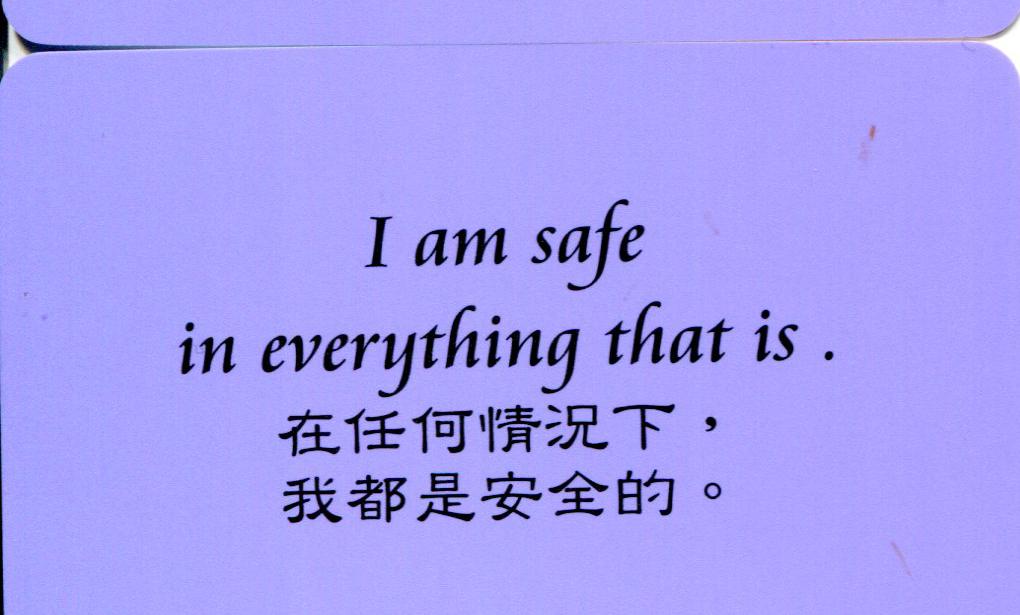 I am safe
in everything that is .
在任何情況下，
我都是安全的。